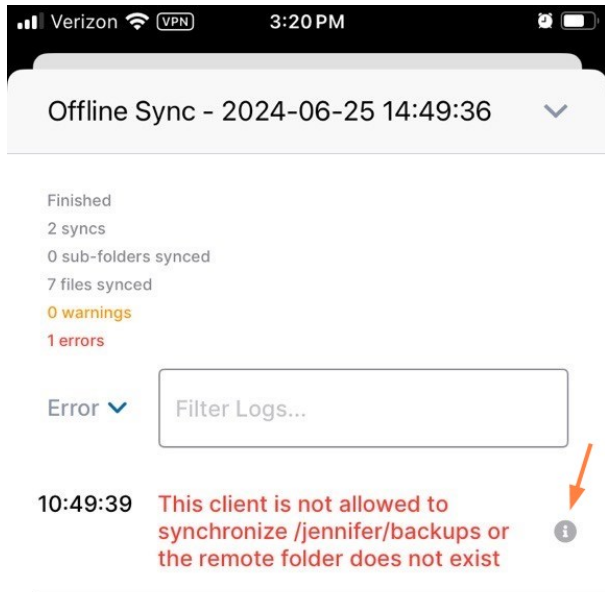 Verizon VPN 3:20 PM
Offline Sync - 2024-06-25 14:49:36
Finished
2 syncs
0 sub-folders synced
7 files synced
0 warnings
1 errors
Error Filter Logs...
10:49:39 This client is not allowed to
synchronize /jennifer/backups or
the remote folder does not exist